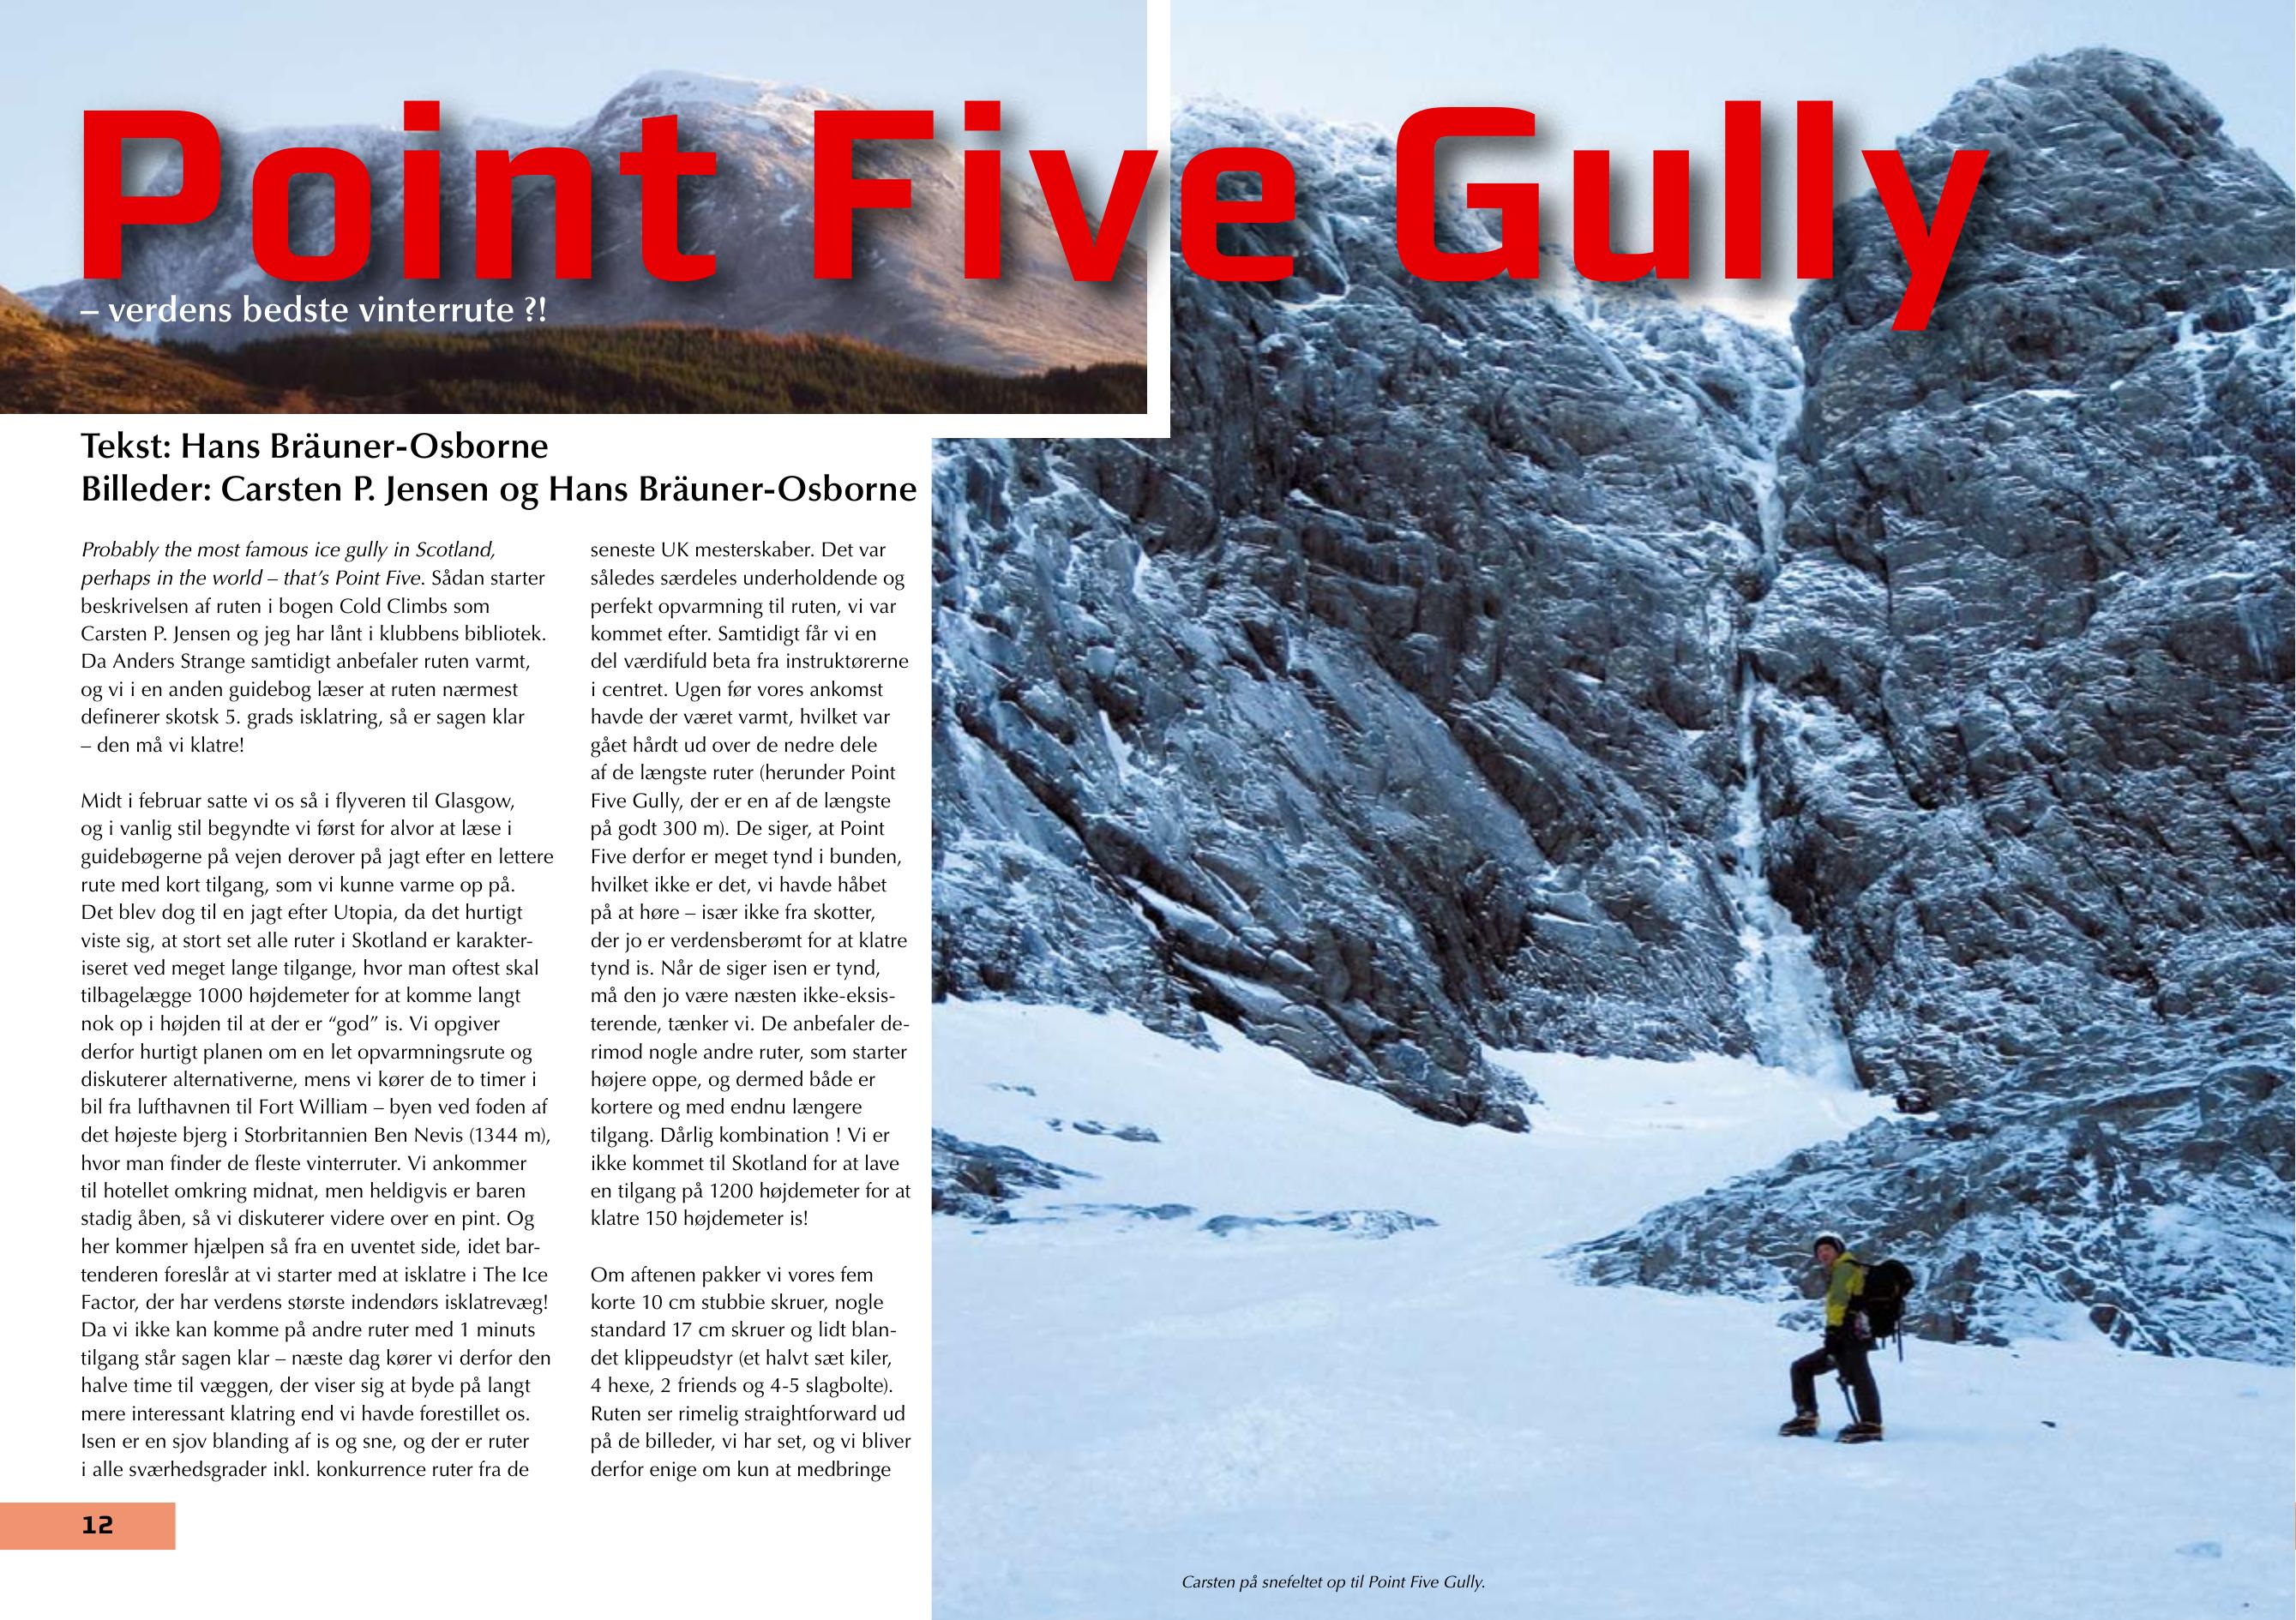 Point Five Gully
– verdens bedste vinterrute ?!
Tekst: Hans Bräuner-Osborne
Billeder: Carsten P. Jensen og Hans Bräuner-Osborne
Probably the most famous ice gully in Scotland,
perhaps in the world – that’s Point Five. Sådan starter
beskrivelsen af ruten i bogen Cold Climbs som
Carsten P. Jensen og jeg har lånt i klubbens bibliotek.
Da Anders Strange samtidigt anbefaler ruten varmt,
og vi i en anden guidebog læser at ruten nærmest
definerer skotsk 5. grads isklatring, så er sagen klar
– den må vi klatre!
Midt i februar satte vi os så i flyveren til Glasgow,
og i vanlig stil begyndte vi først for alvor at læse i
guidebøgerne på vejen derover på jagt efter en lettere
rute med kort tilgang, som vi kunne varme op på.
Det blev dog til en jagt efter Utopia, da det hurtigt
viste sig, at stort set alle ruter i Skotland er karakter-
iseret ved meget lange tilgange, hvor man oftest skal
tilbagelægge 1000 højdemeter for at komme langt
nok op i højden til at der er “god” is. Vi opgiver
derfor hurtigt planen om en let opvarmningsrute og
diskuterer alternativerne, mens vi kører de to timer i
bil fra lufthavnen til Fort William – byen ved foden af
det højeste bjerg i Storbritannien Ben Nevis (1344 m),
hvor man finder de fleste vinterruter. Vi ankommer
til hotellet omkring midnat, men heldigvis er baren
stadig åben, så vi diskuterer videre over en pint. Og
her kommer hjælpen så fra en uventet side, idet bar-
tenderen foreslår at vi starter med at isklatre i The Ice
Factor, der har verdens største indendørs isklatrevæg!
Da vi ikke kan komme på andre ruter med 1 minuts
tilgang står sagen klar – næste dag kører vi derfor den
halve time til væggen, der viser sig at byde på langt
mere interessant klatring end vi havde forestillet os.
Isen er en sjov blanding af is og sne, og der er ruter
i alle sværhedsgrader inkl. konkurrence ruter fra de
seneste UK mesterskaber. Det var
således særdeles underholdende og
perfekt opvarmning til ruten, vi var
kommet efter. Samtidigt får vi en
del værdifuld beta fra instruktørerne
i centret. Ugen før vores ankomst
havde der været varmt, hvilket var
gået hårdt ud over de nedre dele
af de længste ruter (herunder Point
Five Gully, der er en af de længste
på godt 300 m). De siger, at Point
Five derfor er meget tynd i bunden,
hvilket ikke er det, vi havde håbet
på at høre – især ikke fra skotter,
der jo er verdensberømt for at klatre
tynd is. Når de siger isen er tynd,
må den jo være næsten ikke-eksis-
terende, tænker vi. De anbefaler de-
rimod nogle andre ruter, som starter
højere oppe, og dermed både er
kortere og med endnu længere
tilgang. Dårlig kombination ! Vi er
ikke kommet til Skotland for at lave
en tilgang på 1200 højdemeter for at
klatre 150 højdemeter is!
Om aftenen pakker vi vores fem
korte 10 cm stubbie skruer, nogle
standard 17 cm skruer og lidt blan-
det klippeudstyr (et halvt sæt kiler,
4 hexe, 2 friends og 4-5 slagbolte).
Ruten ser rimelig straightforward ud
på de billeder, vi har set, og vi bliver
derfor enige om kun at medbringe
12
Carsten på snefeltet op til Point Five Gully.